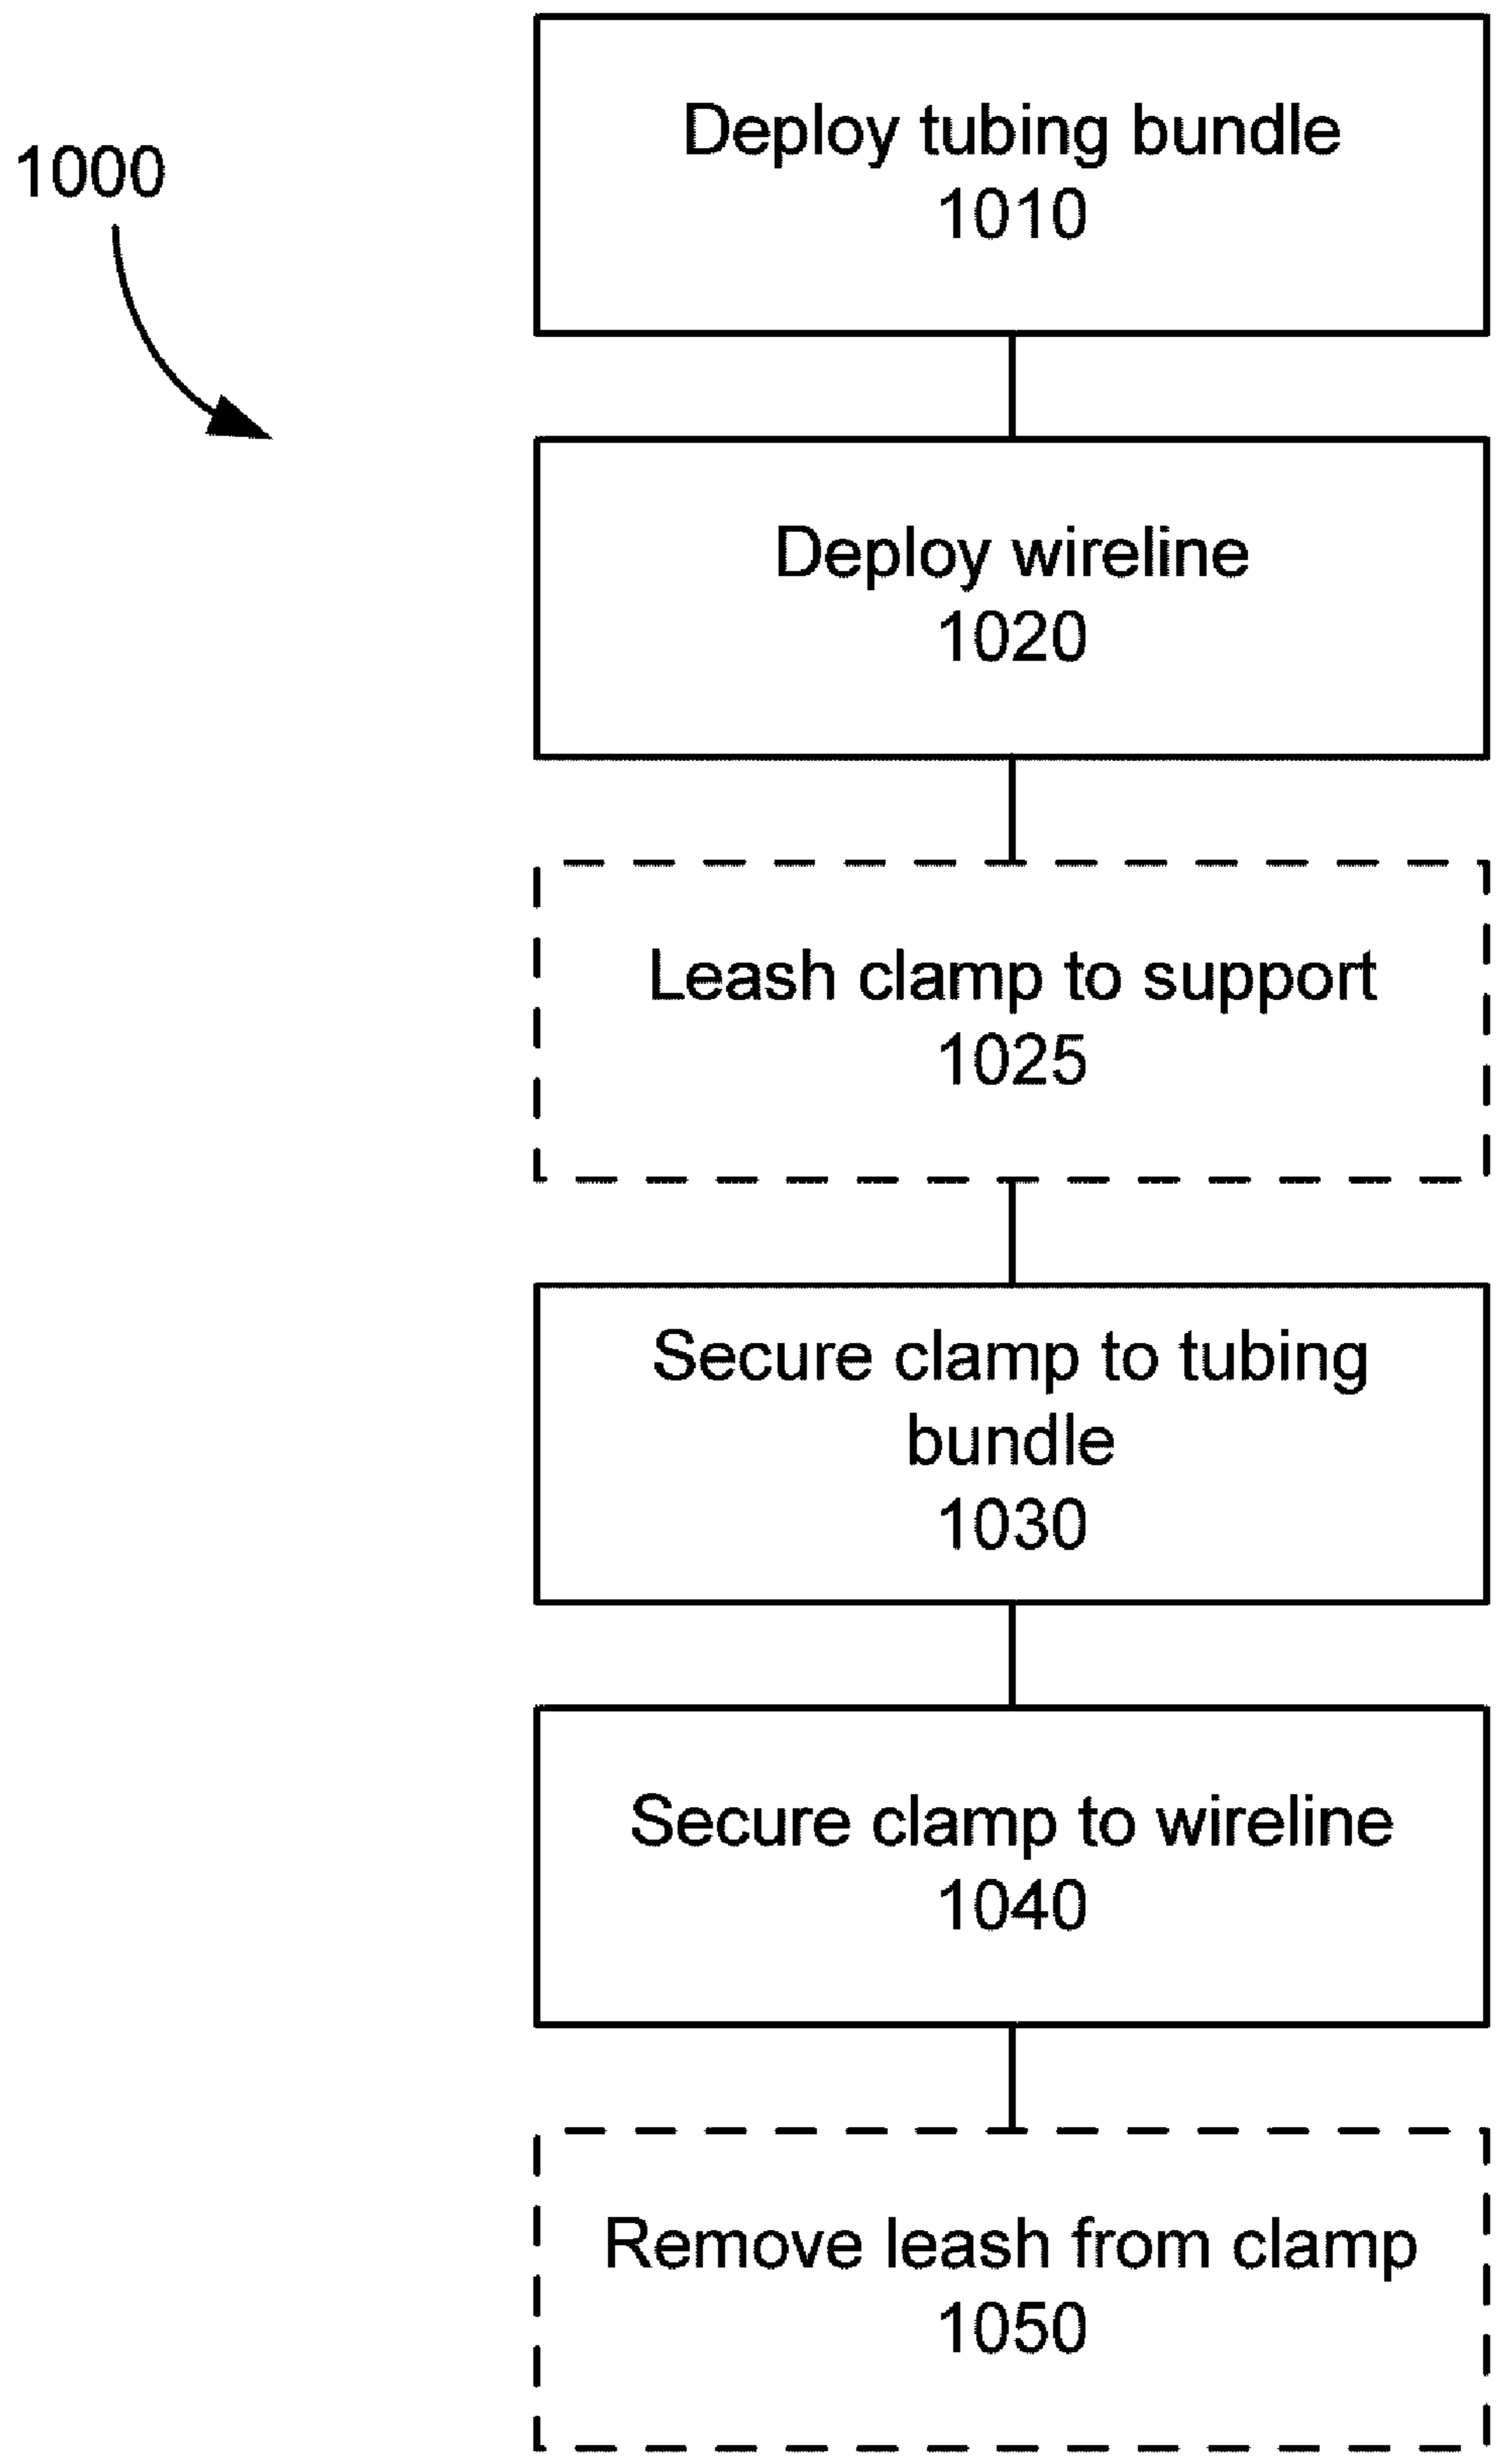 Deploy tubing bundle
1010
1000
Deploy wireline
1020
Leash clamp to support
1025
Secure clamp to tubing
bundle
1030
Secure clamp to wireline
1040
Remove leash from clamp
1050